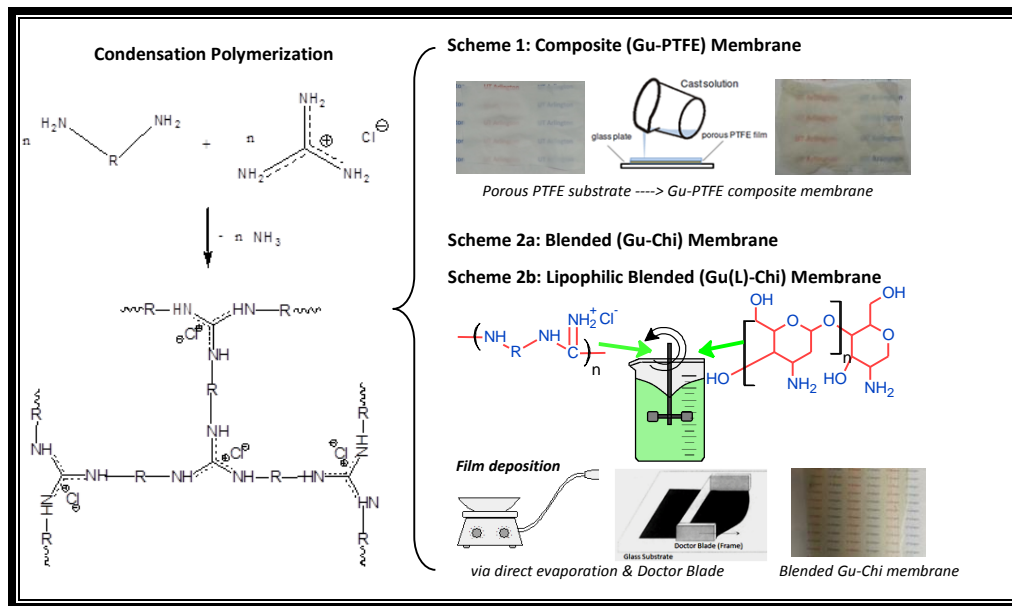 Condensation Polymerization
n H₂N NH₂ R + n NH₂ NH₂ NH₂ ⊕ Cl ⊖
- n NH₃
R—HN HN—R
⊖Cl ⊕
NH
R
NH
R R
NH Cl⊖ ⊕ ⊖ Cl ⊕ NH
NH—R—NH NH—R—HN
NH ⊕ Cl ⊖ HN
R R
Scheme 1: Composite (Gu-PTFE) Membrane
UT Arlington
Cast solution
glass plate porous PTFE film
Porous PTFE substrate ----> Gu-PTFE composite membrane
Scheme 2a: Blended (Gu-Chi) Membrane
Scheme 2b: Lipophilic Blended (Gu(L)-Chi) Membrane
NH₂⁺Cl⁻
( NH R NH C )n
OH O O OH O n HO NH₂ HO NH₂
Film deposition
Doctor Blade (Frame)
Glass Substrate
via direct evaporation & Doctor Blade Blended Gu-Chi membrane